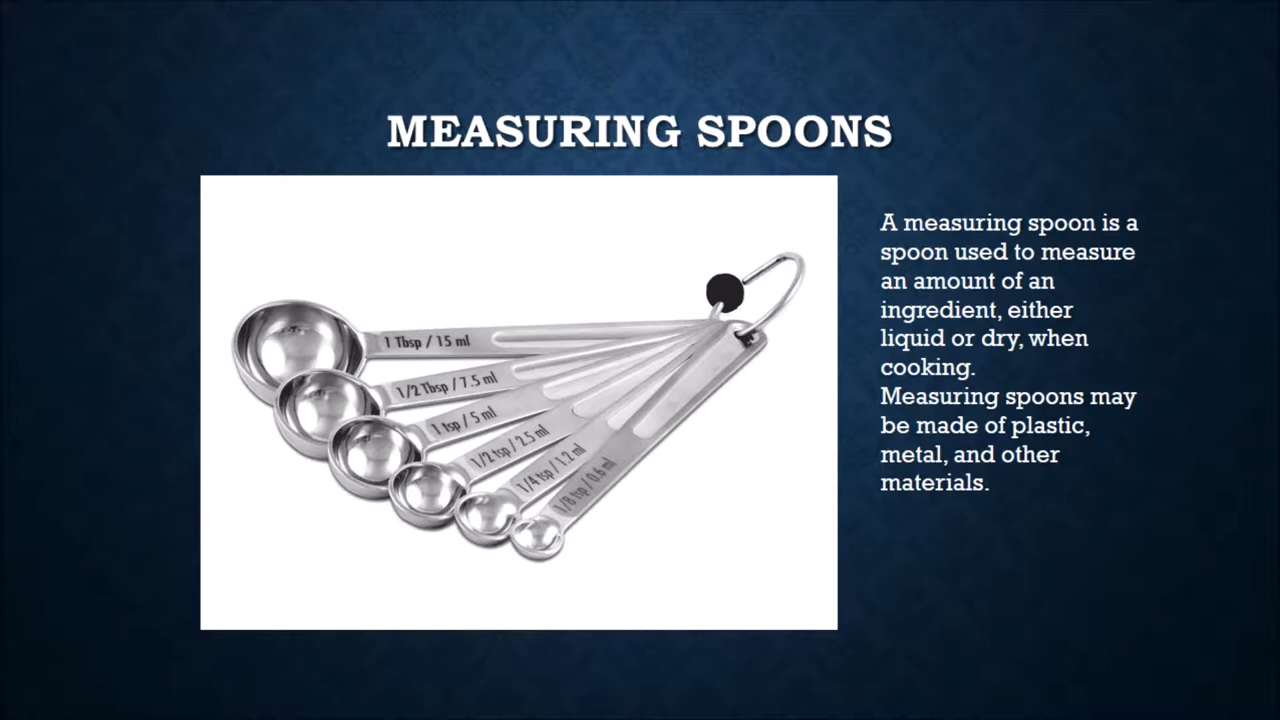 MEASURING SPOONS
1 Tbsp / 15 ml
1/2 Tbsp / 7.5 ml
1 tsp / 5 ml
1/2 tsp / 2.5 ml
1/4 tsp / 1.2 ml
1/8 tsp / 0.6 ml
A measuring spoon is a
spoon used to measure
an amount of an
ingredient, either
liquid or dry, when
cooking.
Measuring spoons may
be made of plastic,
metal, and other
materials.